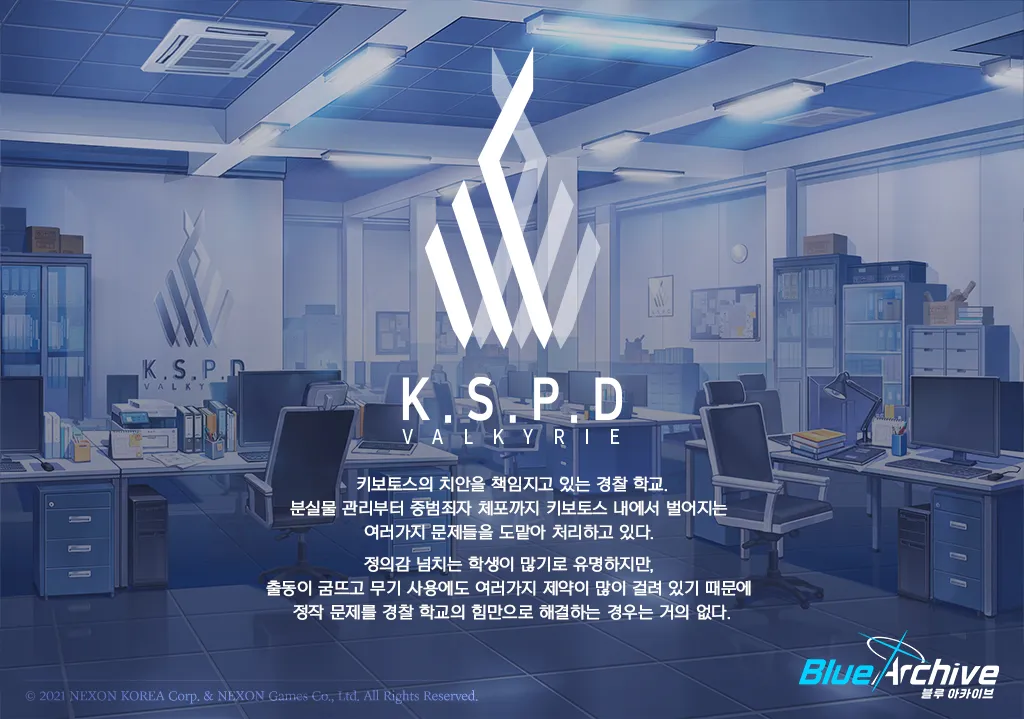 K.S.P.D
VALKYRIE
K.S.P.D
VALKYRIE
키보토스의 치안을 책임지고 있는 경찰 학교.
분실물 관리부터 중범죄자 체포까지 키보토스 내에서 벌어지는
여러가지 문제들을 도맡아 처리하고 있다.
정의감 넘치는 학생이 많기로 유명하지만,
출동이 굼뜨고 무기 사용에도 여러가지 제약이 많이 걸려 있기 때문에
정작 문제를 경찰 학교의 힘만으로 해결하는 경우는 거의 없다.
Blue Archive
블루 아카이브
© 2021 NEXON KOREA Corp. & NEXON Games Co., Ltd. All Rights Reserved.